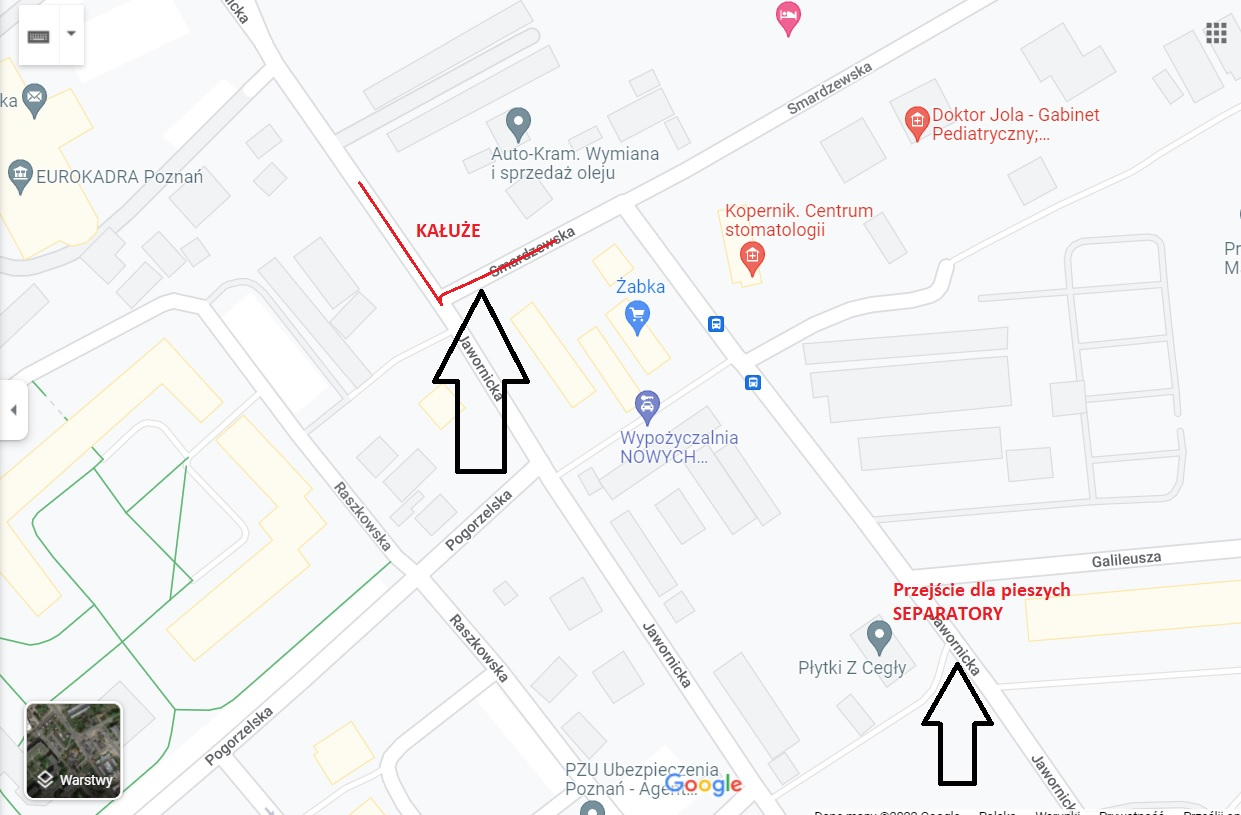 Smardzewska
Doktor Jola - Gabinet
Pediatryczny;...
Auto-Kram. Wymiana
i sprzedaż oleju
EUROKADRA Poznań
Kopernik. Centrum
stomatologii
KAŁUŻE
Smardzewska
Żabka
Jawornicka
Wypożyczalnia
NOWYCH...
Raszkowska
Pogorzelska
Galileusza
Przejście dla pieszych
SEPARATORY
Jawornicka
Raszkowska
Jawornicka
Płytki Z Cegły
Pogorzelska
Warstwy
PZU Ubezpieczenia
Poznań - Agent...
Google
Jawornicka